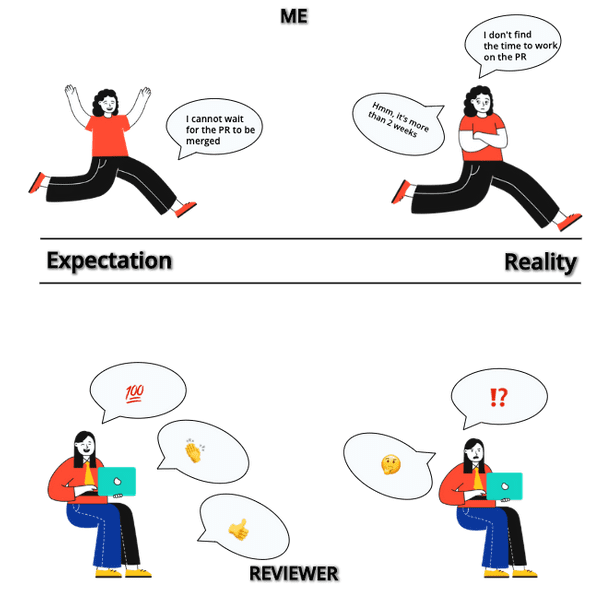 ME
I cannot wait
for the PR to be
merged
I don't find
the time to work
on the PR
Hmm, it's more
than 2 weeks
Expectation
Reality
💯
👏
👍
⁉️
🤔
REVIEWER